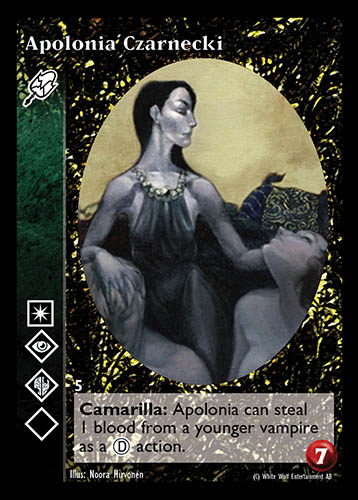 Apolonia Czarnecki
5
Camarilla: Apolonia can steal
1 blood from a younger vampire
as a Ⓓ action.
7
Illus: Noora Hirvonen
(C) White Wolf Entertainment AB